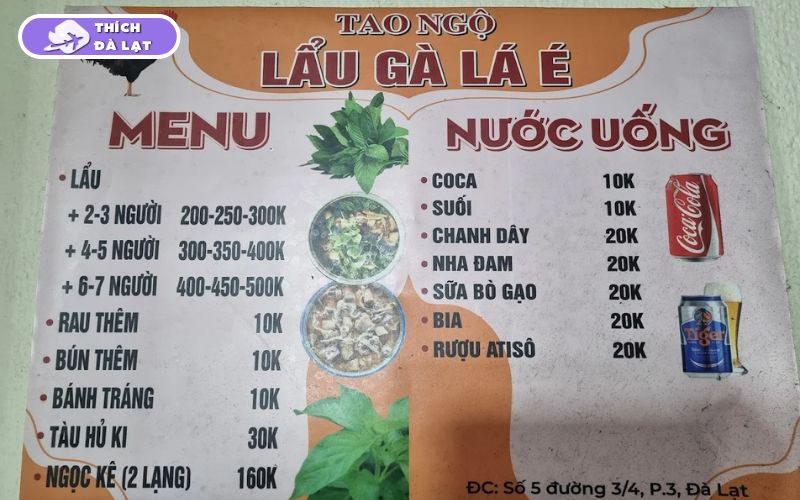 THÍCH
ĐÀ LẠT
TAO NGỘ
LẨU GÀ LÁ É
MENU
• LẨU
+ 2-3 NGƯỜI 200-250-300K
+ 4-5 NGƯỜI 300-350-400K
+ 6-7 NGƯỜI 400-450-500K
• RAU THÊM 10K
• BÚN THÊM 10K
• BÁNH TRÁNG 10K
• TÀU HỦ KI 30K
• NGỌC KÊ (2 LẠNG) 160K
NƯỚC UỐNG
• COCA 10K
• SUỐI 10K
• CHANH DÂY 20K
• NHA ĐAM 20K
• SỮA BÒ GẠO 20K
• BIA 20K
• RƯỢU ATISÔ 20K
Coca-Cola
Tiger
ĐC: Số 5 đường 3/4, P.3, Đà Lạt